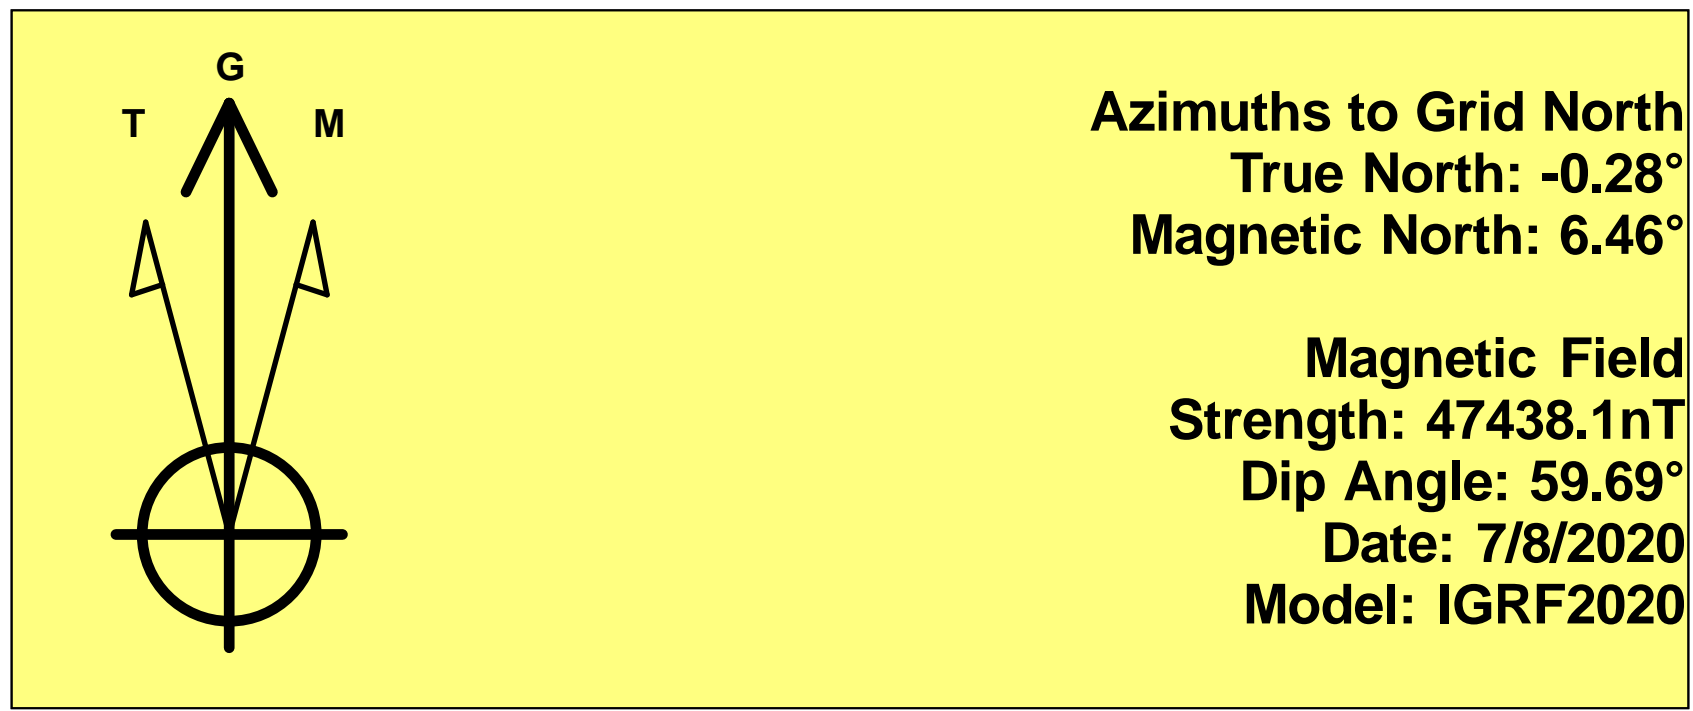 G
T M
Azimuths to Grid North
True North: -0.28°
Magnetic North: 6.46°
Magnetic Field
Strength: 47438.1nT
Dip Angle: 59.69°
Date: 7/8/2020
Model: IGRF2020